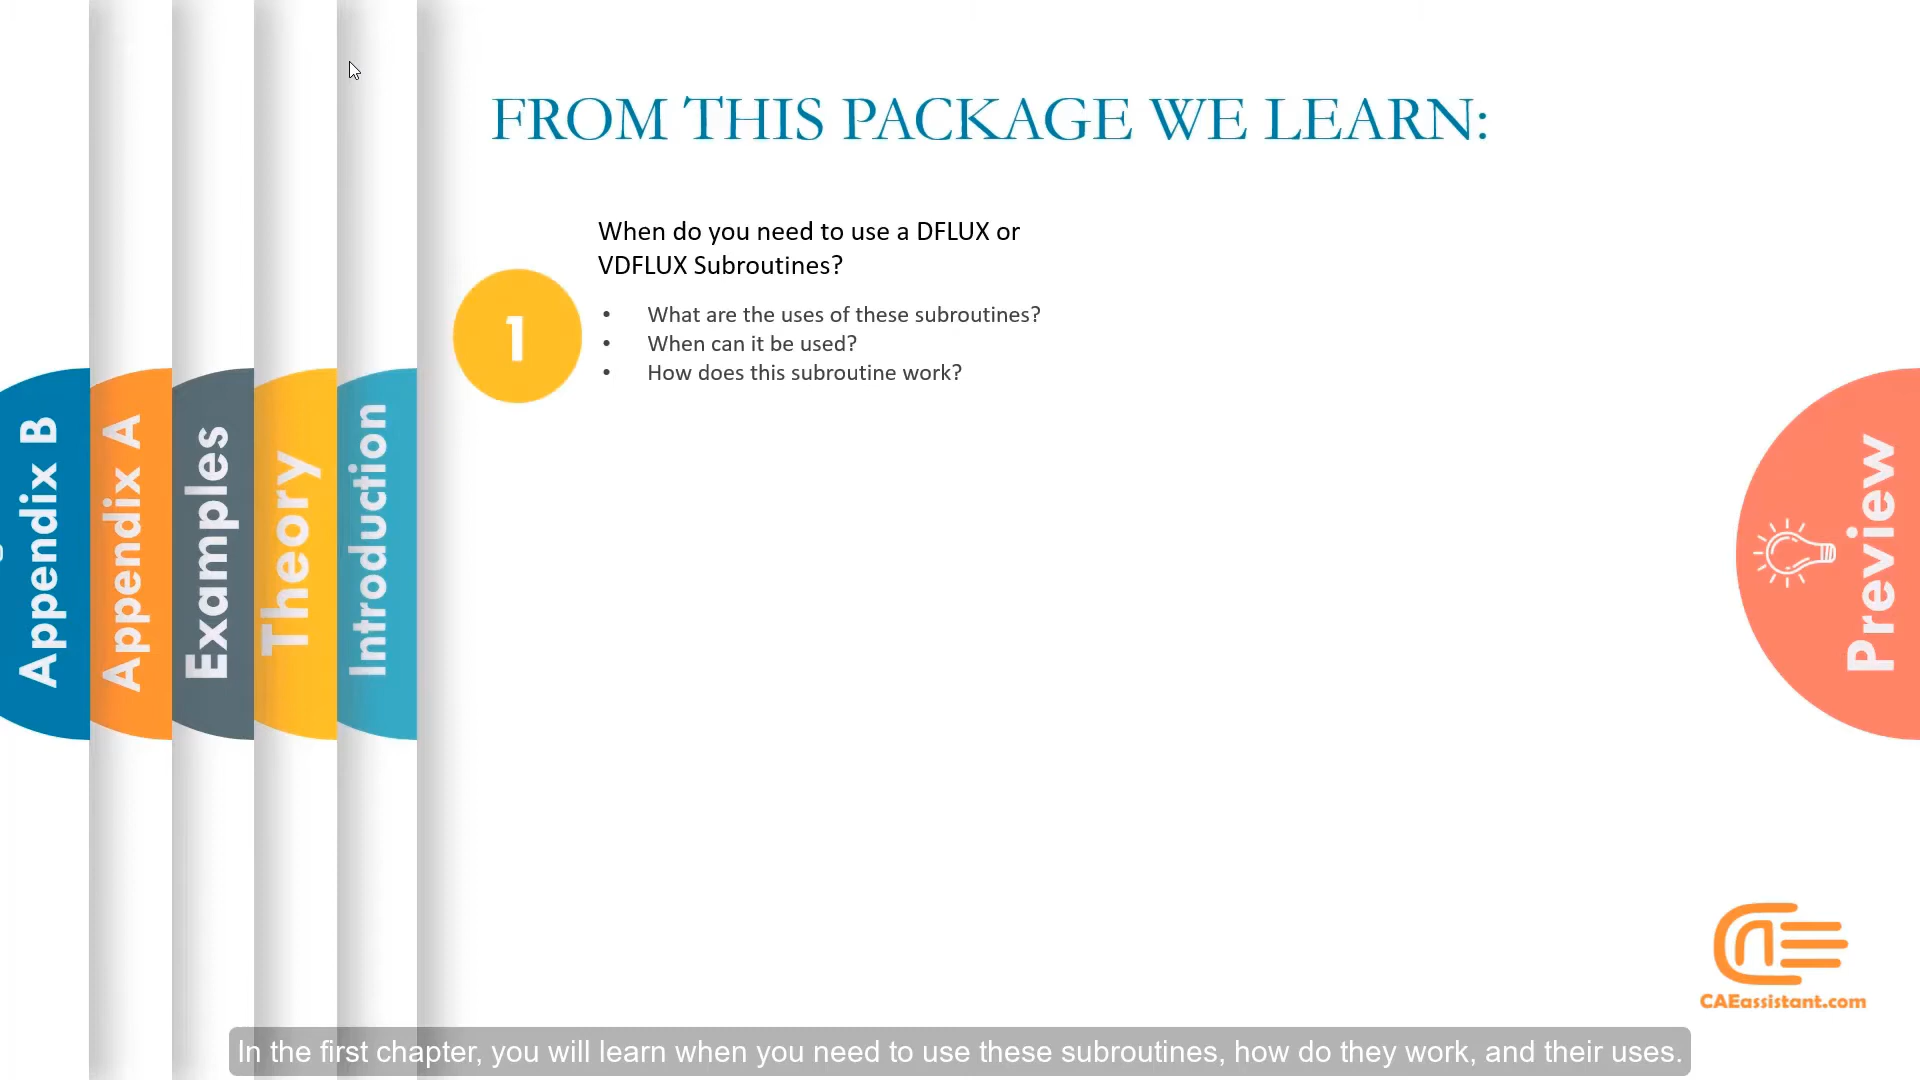 FROM THIS PACKAGE WE LEARN:
When do you need to use a DFLUX or
VDFLUX Subroutines?
1
• What are the uses of these subroutines?
• When can it be used?
• How does this subroutine work?
Appendix B
Appendix A
Examples
Theory
Introduction
Preview
CAEassistant.com
In the first chapter, you will learn when you need to use these subroutines, how do they work, and their uses.